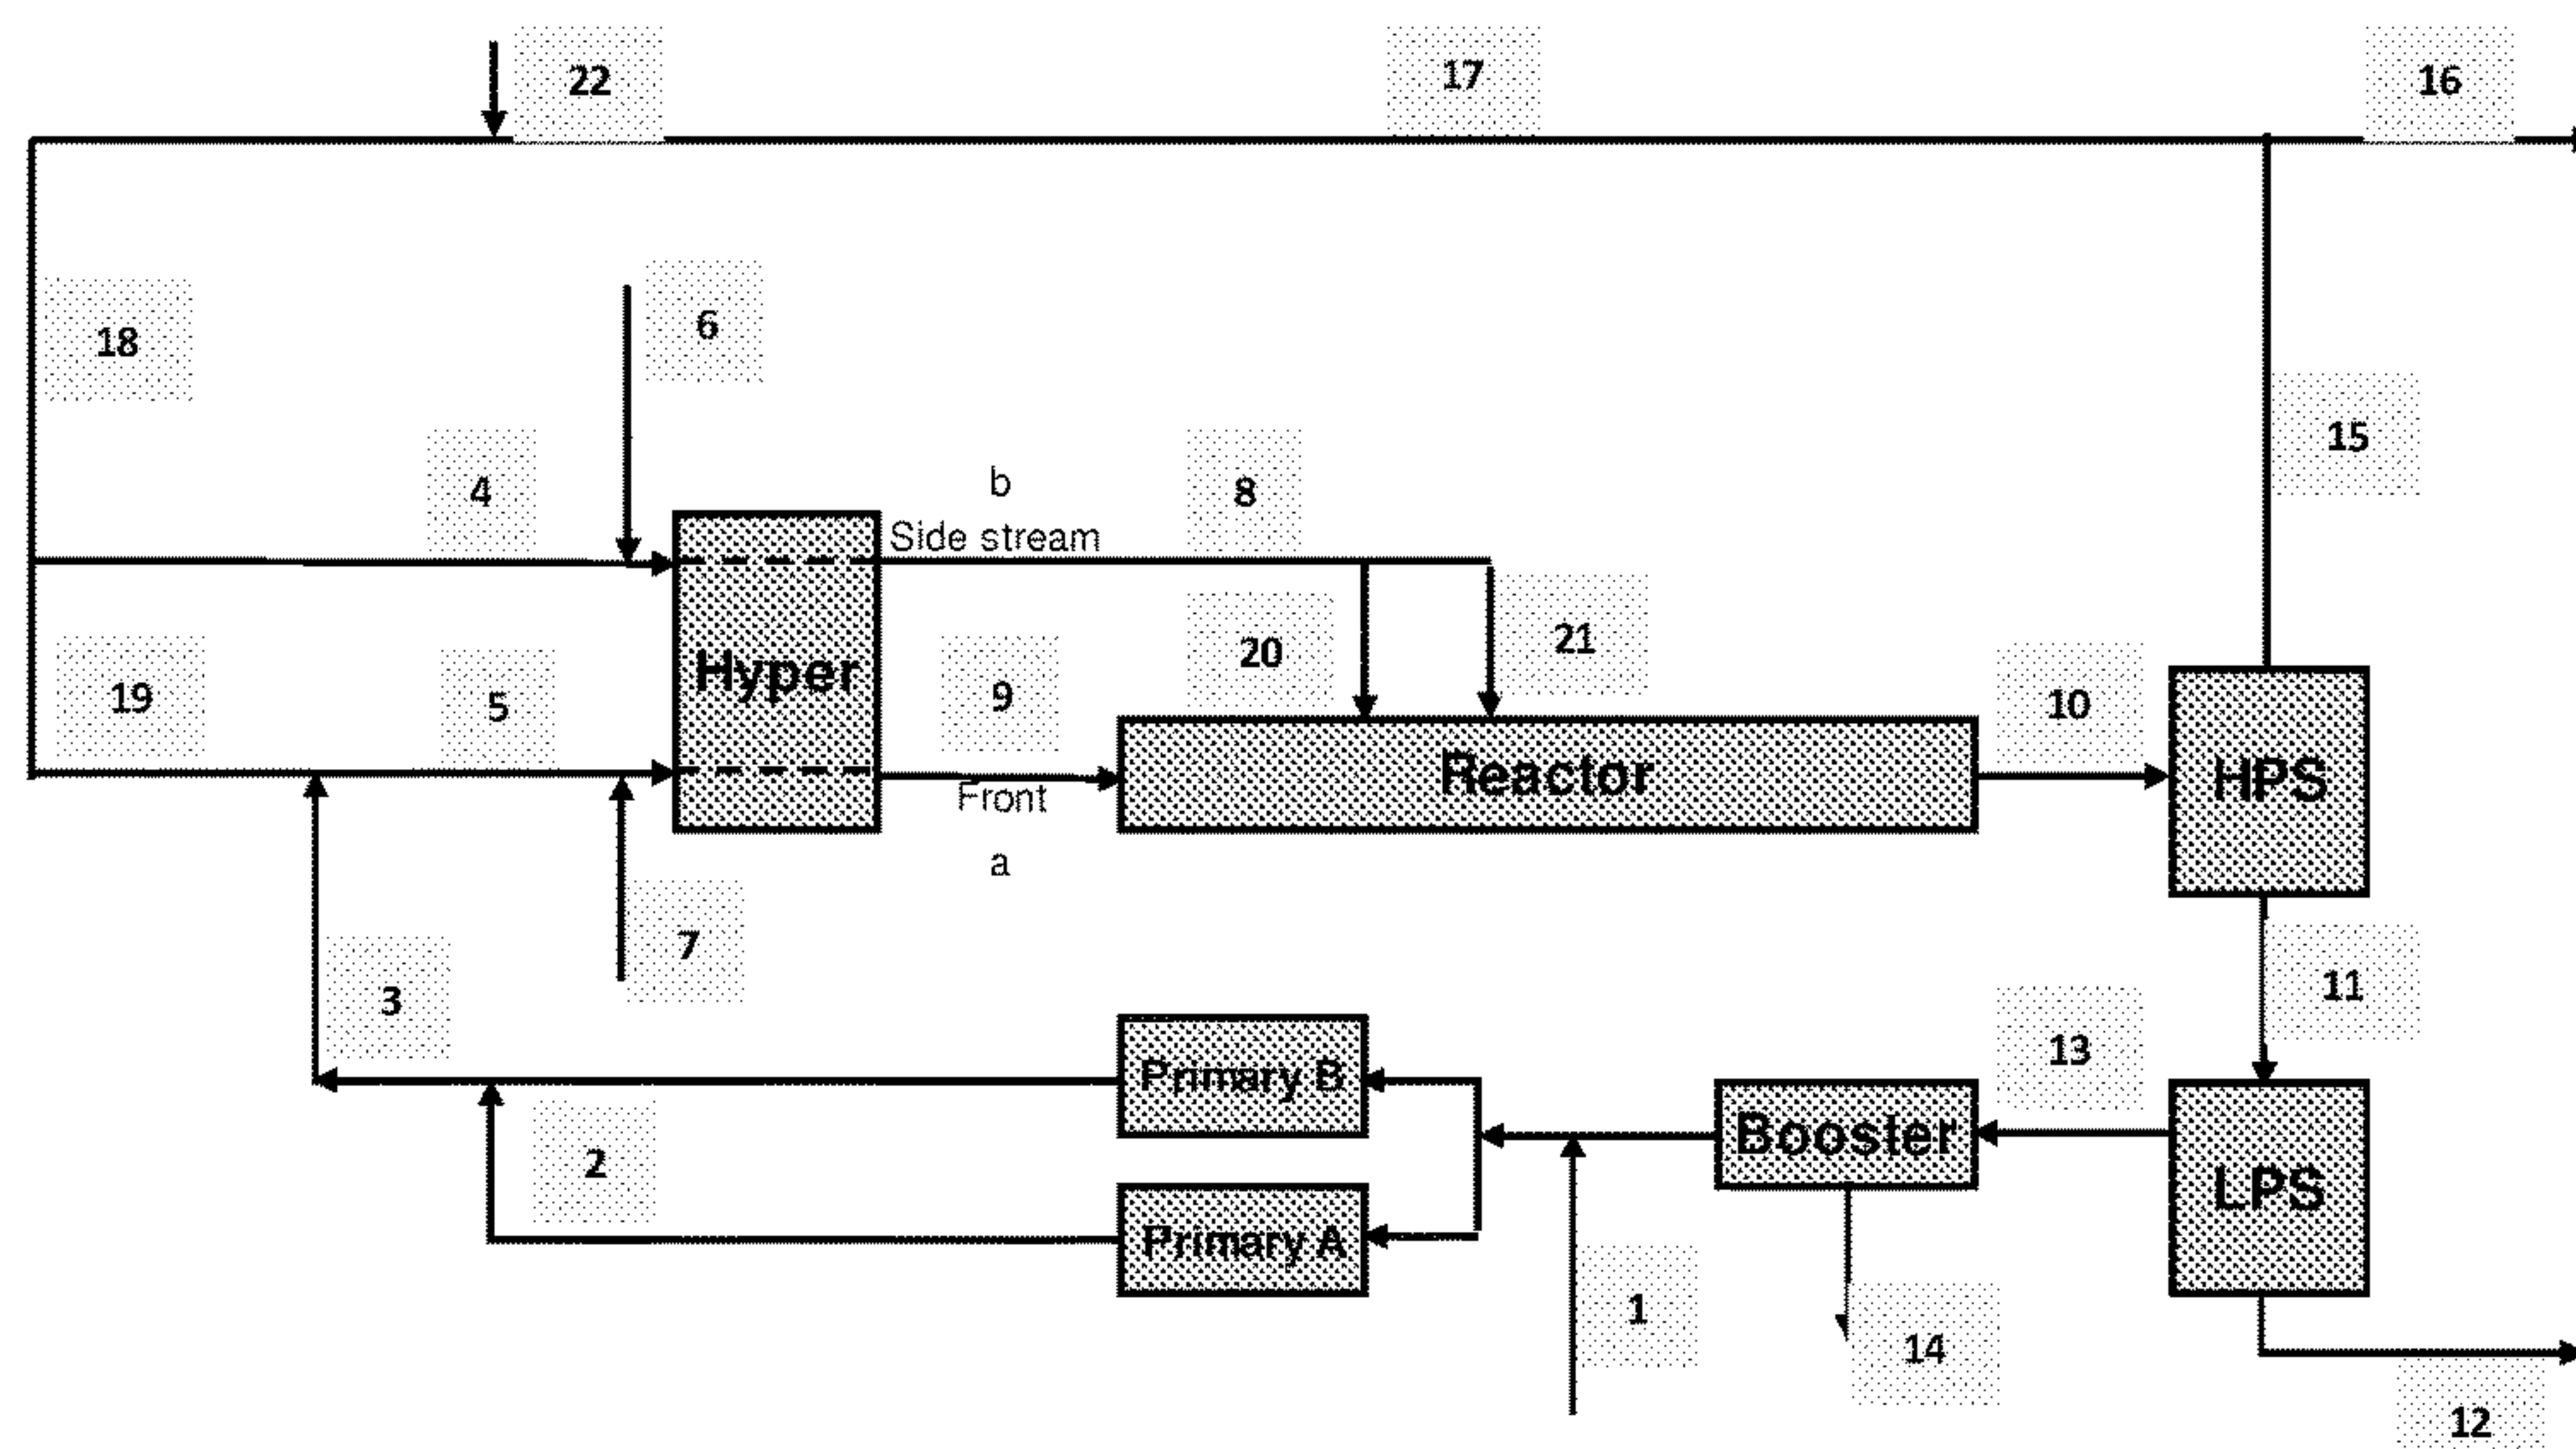 22
17
16
18
6
4
b
8
15
Side stream
19
5
Hyper
9
20
21
10
Reactor
HPS
Front
a
3
7
11
13
Primary B
Booster
2
LPS
Primary A
1
14
12